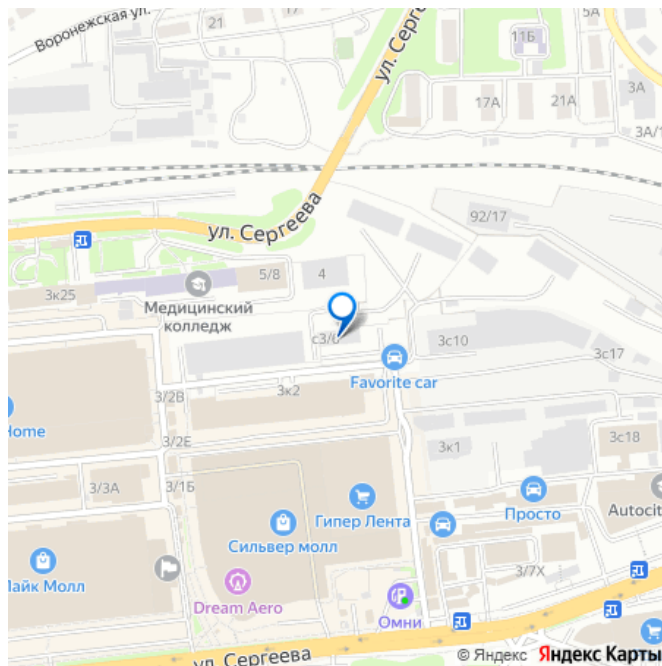 Воронежская ул.
21
17
5А
11Б
ул. Серг
17А
21А
3А
3А/1
92/17
ул. Сергеева
5/8
4
3к25
Медицинский
колледж
с3/6
3с10
3с17
Favorite car
3к2
3/2В
Home
3/2Е
3к1
3с18
3/3А
3/1Б
Гипер Лента
Просто
Autocit
Сильвер молл
Лайк Молл
3/7Х
Dream Aero
Омни
ул. Сергеева
© Яндекс Яндекс Карты